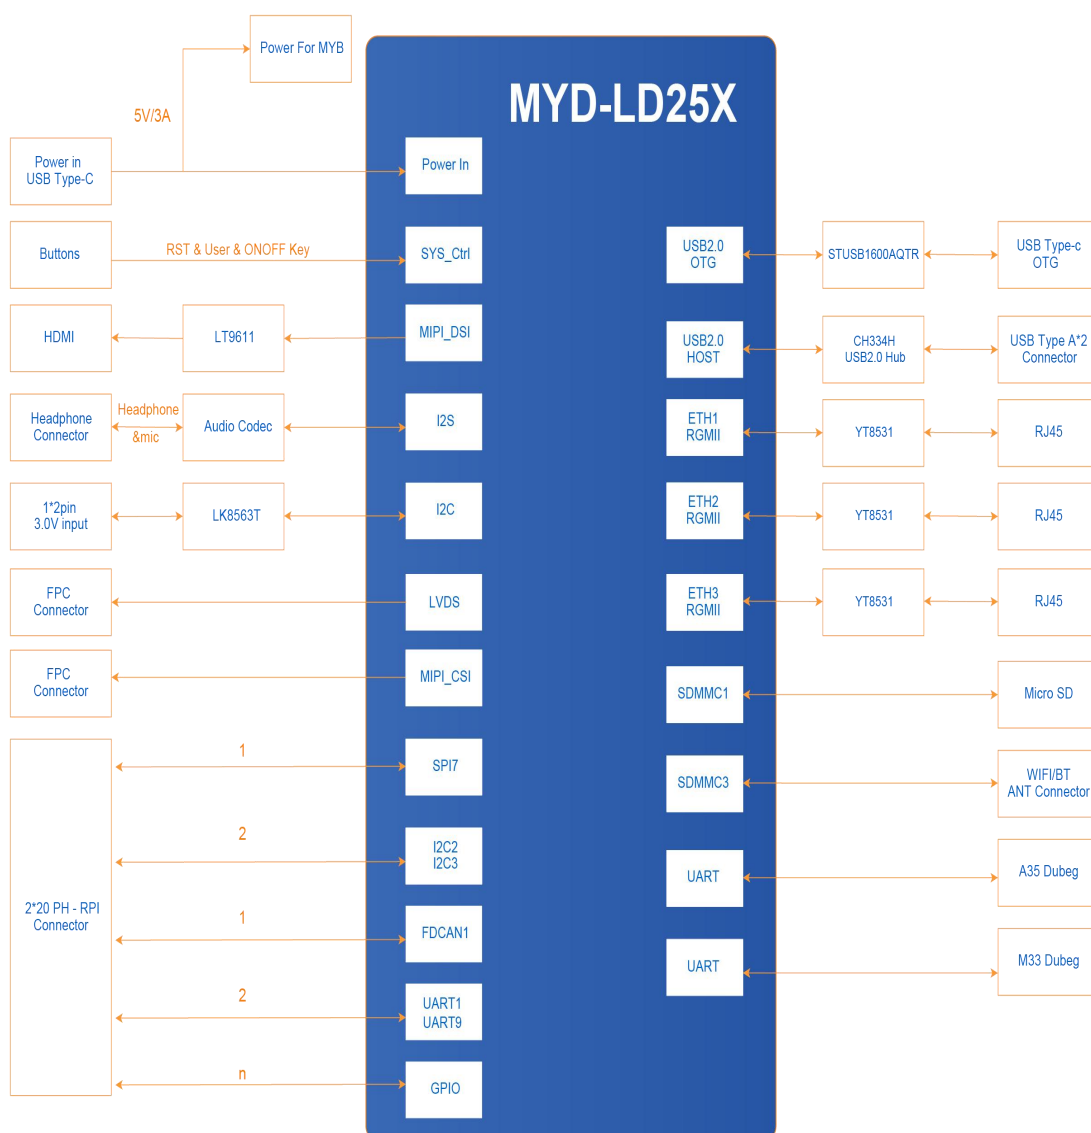 Power For MYB
MYD-LD25X
5V/3A
Power in
USB Type-C
Power In
Buttons
RST & User & ONOFF Key
SYS_Ctrl
HDMI
LT9611
MIPI_DSI
Headphone
Connector
Headphone
&mic
Audio Codec
I2S
1*2pin
3.0V input
LK8563T
I2C
FPC
Connector
LVDS
FPC
Connector
MIPI_CSI
2*20 PH - RPI
Connector
1
SPI7
2
I2C2
I2C3
1
FDCAN1
2
UART1
UART9
n
GPIO
USB2.0
OTG
STUSB1600AQTR
USB Type-c
OTG
USB2.0
HOST
CH334H
USB2.0 Hub
USB Type A*2
Connector
ETH1
RGMII
YT8531
RJ45
ETH2
RGMII
YT8531
RJ45
ETH3
RGMII
YT8531
RJ45
SDMMC1
Micro SD
SDMMC3
WIFI/BT
ANT Connector
UART
A35 Dubeg
UART
M33 Dubeg